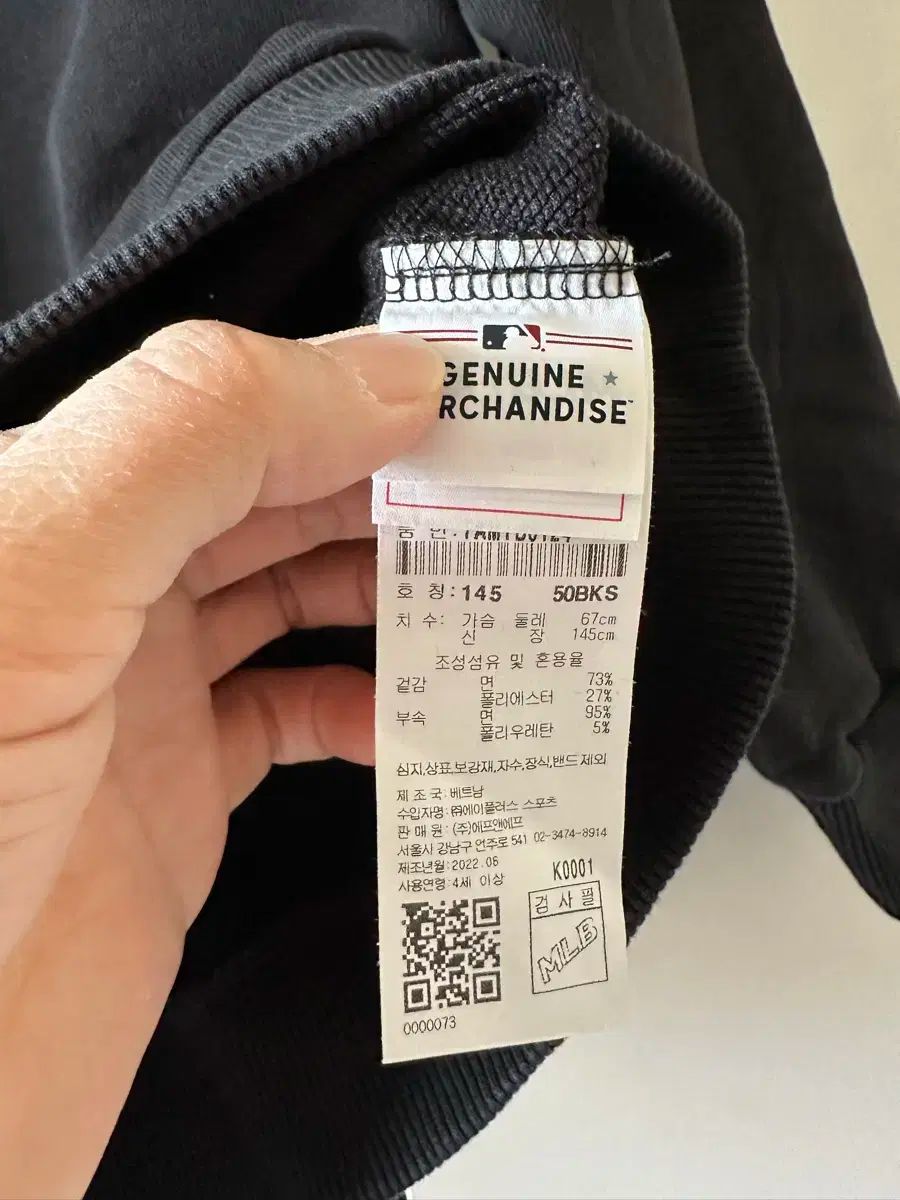 GENUINE
RCHANDISE™
호 칭: 145 50BKS
치 수: 가슴 둘레 67cm
신 장 145cm
조성섬유 및 혼용율
겉감 면 73%
폴리에스터 27%
부속 면 95%
폴리우레탄 5%
심지,상표,보강재,자수,장식,밴드 제외
제 조 국: 베트남
수입자명: ㈜에이플러스 스포츠
판 매 원: (주)에프앤에프
서울시 강남구 언주로 541 02-3474-8914
제조년월: 2022.06
사용연령: 4세 이상
K0001
검 사 필
MLB
0000073